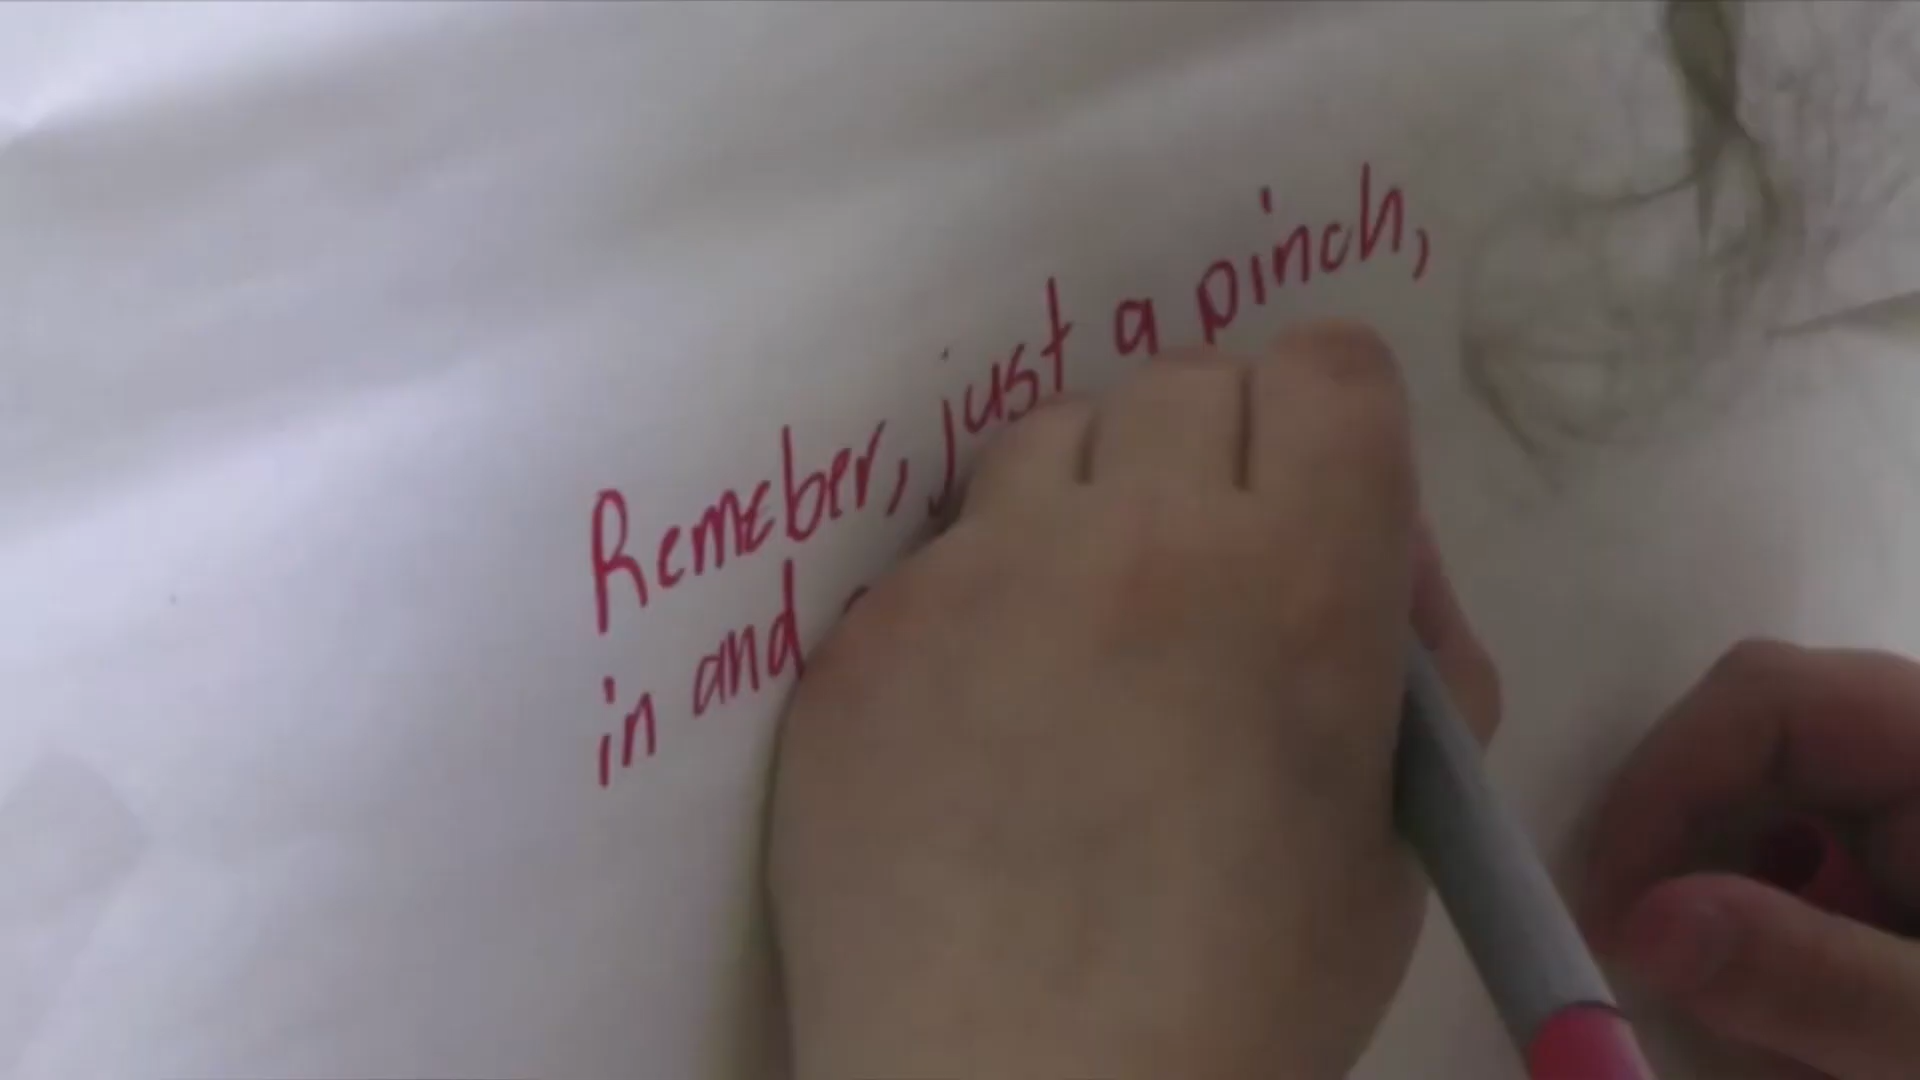 Remeber, just a pinch,
in and